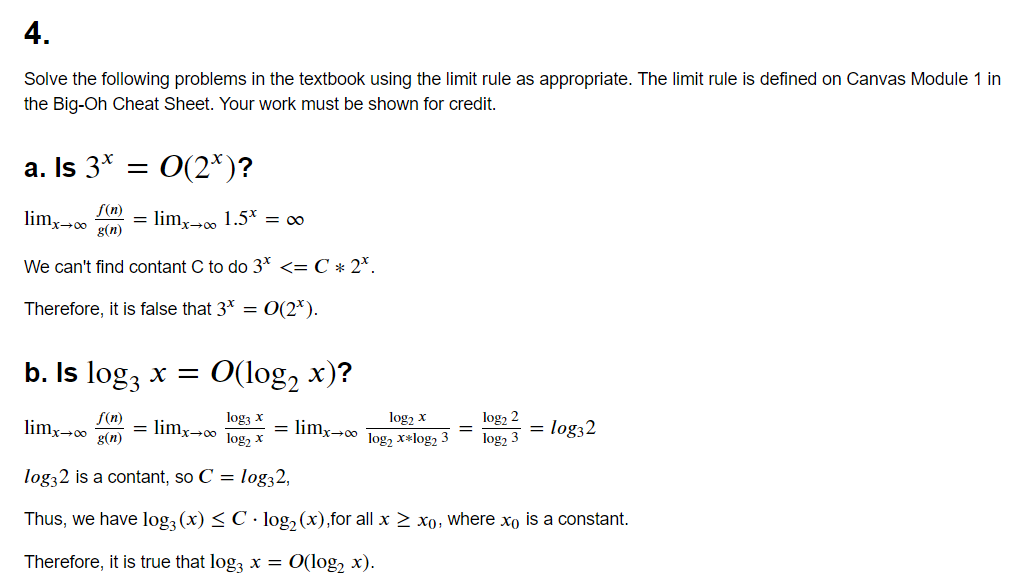 4.
Solve the following problems in the textbook using the limit rule as appropriate. The limit rule is defined on Canvas Module 1 in
the Big-Oh Cheat Sheet. Your work must be shown for credit.
a. Is 3^x = O(2^x)?
lim_{x→∞} f(n)/g(n) = lim_{x→∞} 1.5^x = ∞
We can't find contant C to do 3^x <= C * 2^x.
Therefore, it is false that 3^x = O(2^x).
b. Is log_3 x = O(log_2 x)?
lim_{x→∞} f(n)/g(n) = lim_{x→∞} (log_3 x)/(log_2 x) = lim_{x→∞} (log_2 x)/(log_2 x*log_2 3) = (log_2 2)/(log_2 3) = log_3 2
log_3 2 is a contant, so C = log_3 2,
Thus, we have log_3(x) ≤ C · log_2(x),for all x ≥ x_0, where x_0 is a constant.
Therefore, it is true that log_3 x = O(log_2 x).